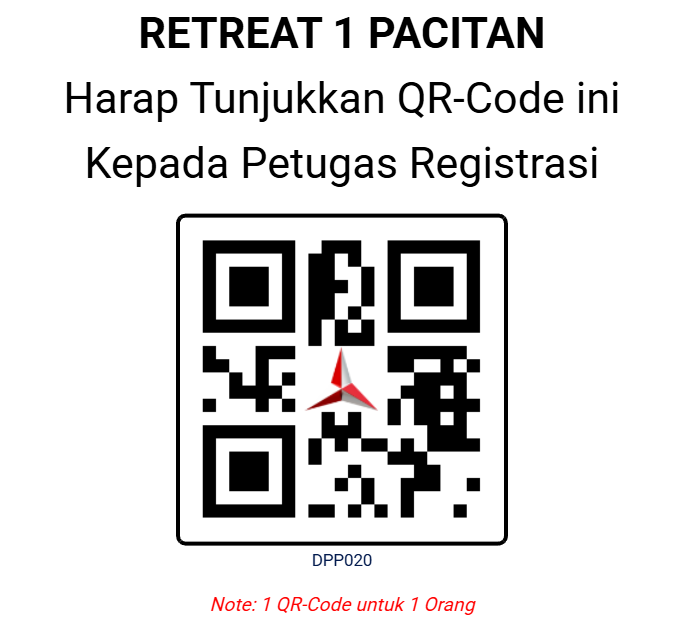 RETREAT 1 PACITAN
Harap Tunjukkan QR-Code ini
Kepada Petugas Registrasi
DPP020
Note: 1 QR-Code untuk 1 Orang